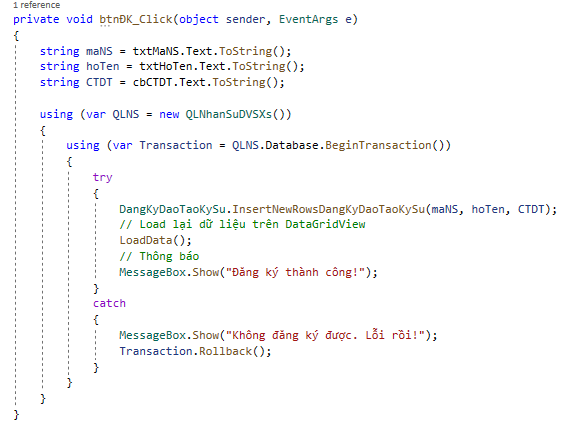 1 reference
private void btnĐK_Click(object sender, EventArgs e)
{
string maNS = txtMaNS.Text.ToString();
string hoTen = txtHoTen.Text.ToString();
string CTDT = cbCTDT.Text.ToString();
using (var QLNS = new QLNhanSuDVSXs())
{
using (var Transaction = QLNS.Database.BeginTransaction())
{
try
{
DangKyDaoTaoKySu.InsertNewRowsDangKyDaoTaoKySu(maNS, hoTen, CTDT);
// Load lại dữ liệu trên DataGridView
LoadData();
// Thông báo
MessageBox.Show("Đăng ký thành công!");
}
catch
{
MessageBox.Show("Không đăng ký được. Lỗi rồi!");
Transaction.Rollback();
}
}
}
}